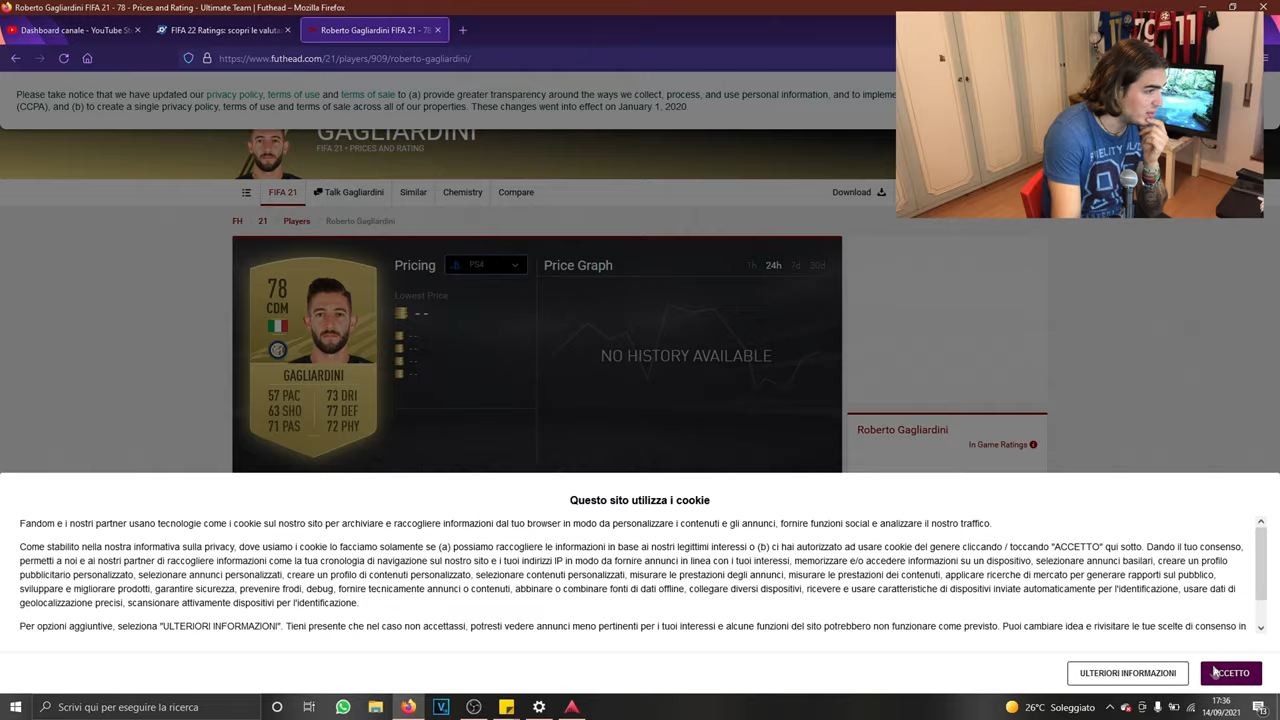 Roberto Gagliardini FIFA 21 - 78 - Prices and Rating - Ultimate Team | Futhead — Mozilla Firefox
Dashboard canale - YouTube St
FIFA 22 Ratings: scopri le valuta
Roberto Gagliardini FIFA 21 - 78 -
https://www.futhead.com/21/players/909/roberto-gagliardini/
Please take notice that we have updated our privacy policy, terms of use and terms of sale across all of to (a) provide greater transparency around the ways we collect, process, and use personal information, and to impleme
(CCPA), and (b) to create a single privacy policy, terms of use and terms of sale across all of our properties. These changes went into effect on January 1, 2020.
GAGLIARDINI
FIFA 21 • PRICES AND RATING
FIFA 21
Talk Gagliardini
Similar
Chemistry
Compare
Download
FH 21 Players Roberto Gagliardini
Pricing
PS4
Price Graph
1h 24h 7d 30d
Lowest Price
- -
- -
- -
- -
- -
NO HISTORY AVAILABLE
78
CDM
GAGLIARDINI
57 PAC 73 DRI
63 SHO 77 DEF
71 PAS 72 PHY
Roberto Gagliardini
In Game Ratings
79
11
FIDELITY
Questo sito utilizza i cookie
Fandom e i nostri partner usano tecnologie come i cookie sul nostro sito per archiviare e raccogliere informazioni dal tuo browser in modo da personalizzare i contenuti e gli annunci, fornire funzioni social e analizzare il nostro traffico.
Come stabilito nella nostra informativa sulla privacy, dove usiamo i cookie lo facciamo solamente se (a) possiamo raccogliere le informazioni in base ai nostri legittimi interessi o (b) ci hai autorizzato ad usare cookie del genere cliccando / toccando "ACCETTO" qui sotto. Dando il tuo consenso,
permetti a noi e ai nostri partner di raccogliere informazioni come la tua cronologia di navigazione sul nostro sito e i tuoi indirizzi IP in modo da fornire annunci in linea con i tuoi interessi, memorizzare e/o accedere informazioni su un dispositivo, selezionare annunci basilari, creare un profilo
pubblicitario personalizzato, selezionare annunci personalizzati, creare un profilo di contenuti personalizzato, selezionare contenuti personalizzati, misurare le prestazioni degli annunci, misurare le prestazioni dei contenuti, applicare ricerche di mercato per generare rapporti sul pubblico,
sviluppare e migliorare prodotti, garantire sicurezza, prevenire frodi, debug, fornire tecnicamente annunci o contenuti, abbinare o combinare fonti di dati offline, collegare diversi dispositivi, ricevere e usare caratteristiche di dispositivi inviate automaticamente per l'identificazione, usare dati di
geolocalizzazione precisi, scansionare attivamente dispositivi per l'identificazione.
Per opzioni aggiuntive, seleziona "ULTERIORI INFORMAZIONI". Tieni presente che nel caso non accettassi, potresti vedere annunci meno pertinenti per i tuoi interessi e alcune funzioni del sito potrebbero non funzionare come previsto. Puoi cambiare idea e rivisitare le tue scelte di consenso in
ULTERIORI INFORMAZIONI
ACCETTO
Scrivi qui per eseguire la ricerca
26°C Soleggiato
17:36
14/09/2021
13